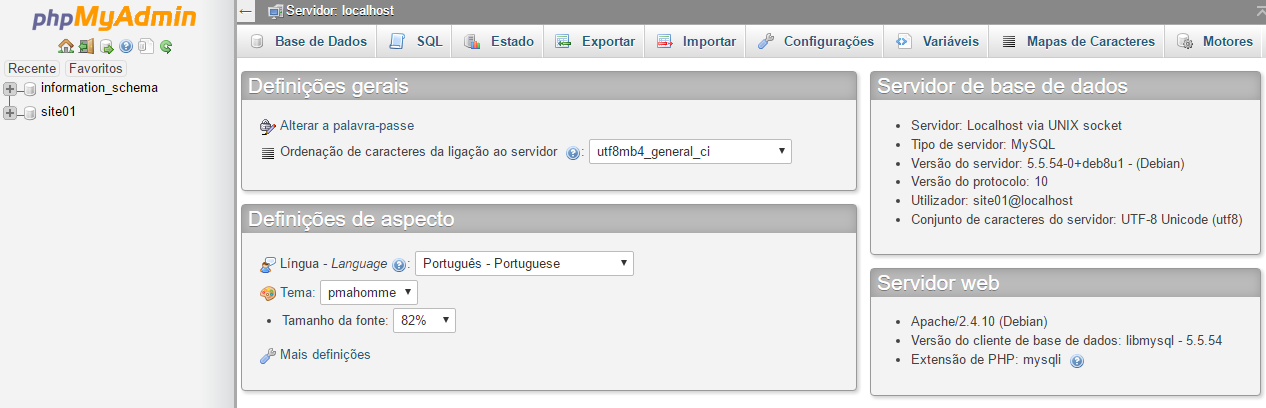 phpMyAdmin
Recente Favoritos
information_schema
site01
Servidor: localhost
Base de Dados SQL Estado Exportar Importar Configurações Variáveis Mapas de Caracteres Motores
Definições gerais
Alterar a palavra-passe
Ordenação de caracteres da ligação ao servidor : utf8mb4_general_ci
Definições de aspecto
Língua - Language : Português - Portuguese
Tema: pmahomme
Tamanho da fonte: 82%
Mais definições
Servidor de base de dados
Servidor: Localhost via UNIX socket
Tipo de servidor: MySQL
Versão do servidor: 5.5.54-0+deb8u1 - (Debian)
Versão do protocolo: 10
Utilizador: site01@localhost
Conjunto de caracteres do servidor: UTF-8 Unicode (utf8)
Servidor web
Apache/2.4.10 (Debian)
Versão do cliente de base de dados: libmysql - 5.5.54
Extensão de PHP: mysqli